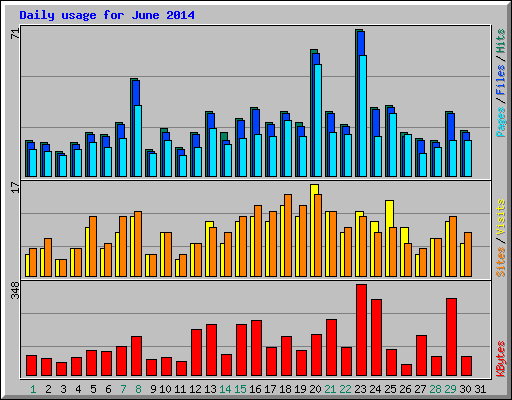 Daily usage for June 2014
71
Pages / Files / Hits
17
Sites / Visits
348
KBytes
1 2 3 4 5 6 7 8 9 10 11 12 13 14 15 16 17 18 19 20 21 22 23 24 25 26 27 28 29 30 31